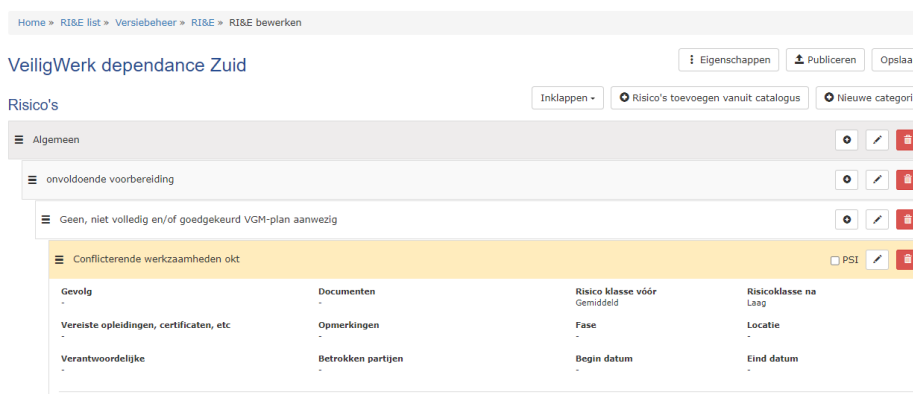 Home » RI&E list » Versiebeheer » RI&E » RI&E bewerken
VeiligWerk dependance Zuid
Eigenschappen Publiceren Opslaa
Risico's
Inklappen Risico's toevoegen vanuit catalogus Nieuwe categori
Algemeen
onvoldoende voorbereiding
Geen, niet volledig en/of goedgekeurd VGM-plan aanwezig
Conflicterende werkzaamheden okt PSI
Gevolg Documenten Risico klasse vóór Risicoklasse na
- - Gemiddeld Laag
Vereiste opleidingen, certificaten, etc Opmerkingen Fase Locatie
- - - -
Verantwoordelijke Betrokken partijen Begin datum Eind datum
- - - -